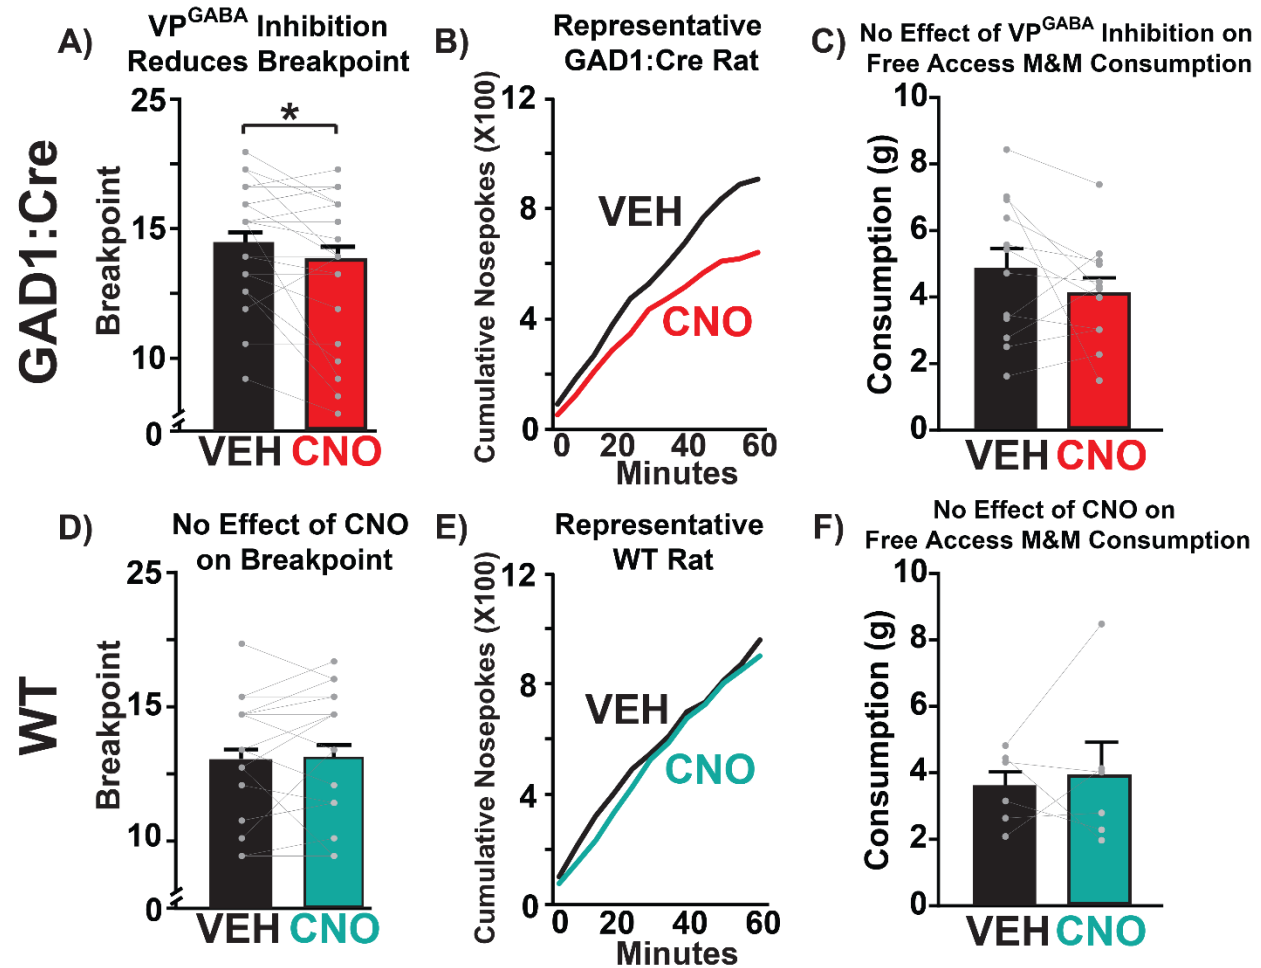 A)
VP^GABA Inhibition
Reduces Breakpoint
GAD1:Cre
Breakpoint
25
15
10
0
*
VEH CNO
B)
Representative
GAD1:Cre Rat
Cumulative Nosepokes (X100)
12
8
4
0
VEH
CNO
0 20 40 60
Minutes
C)
No Effect of VP^GABA Inhibition on
Free Access M&M Consumption
Consumption (g)
10
8
6
4
2
0
VEH CNO
D)
No Effect of CNO
on Breakpoint
WT
Breakpoint
25
15
10
0
VEH CNO
E)
Representative
WT Rat
Cumulative Nosepokes (X100)
12
8
4
0
VEH
CNO
0 20 40 60
Minutes
F)
No Effect of CNO on
Free Access M&M Consumption
Consumption (g)
10
8
6
4
2
0
VEH CNO